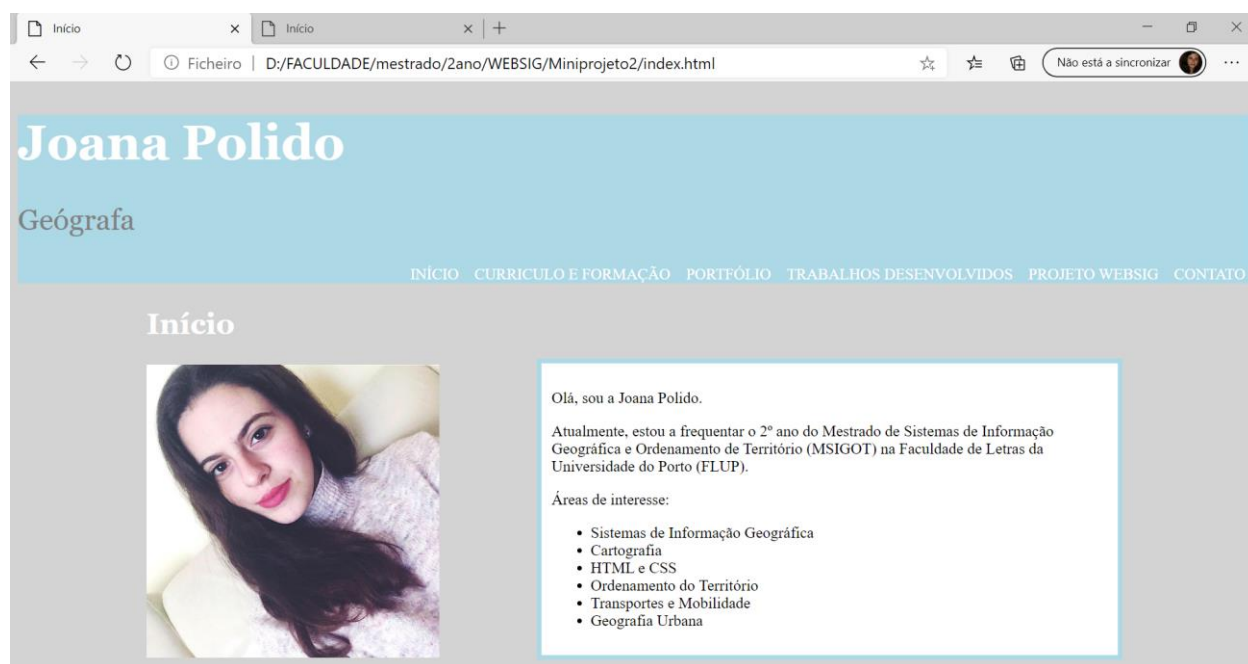 Início
Início
Ficheiro
D:/FACULDADE/mestrado/2ano/WEBSIG/Miniprojeto2/index.html
Não está a sincronizar
Joana Polido
Geógrafa
INÍCIO CURRICULO E FORMAÇÃO PORTFÓLIO TRABALHOS DESENVOLVIDOS PROJETO WEBSIG CONTATO
Início
Olá, sou a Joana Polido.
Atualmente, estou a frequentar o 2º ano do Mestrado de Sistemas de Informação
Geográfica e Ordenamento de Território (MSIGOT) na Faculdade de Letras da
Universidade do Porto (FLUP).
Áreas de interesse:
• Sistemas de Informação Geográfica
• Cartografia
• HTML e CSS
• Ordenamento do Território
• Transportes e Mobilidade
• Geografia Urbana